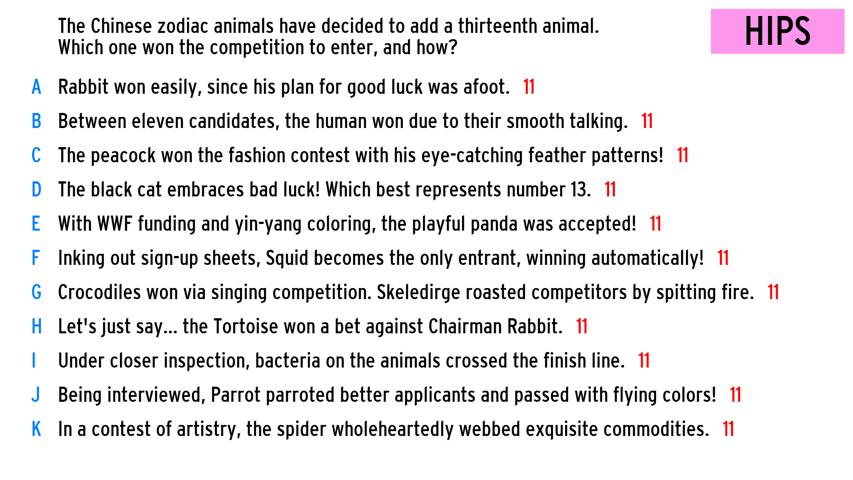 The Chinese zodiac animals have decided to add a thirteenth animal.
Which one won the competition to enter, and how?
HIPS
A Rabbit won easily, since his plan for good luck was afoot. 11
B Between eleven candidates, the human won due to their smooth talking. 11
C The peacock won the fashion contest with his eye-catching feather patterns! 11
D The black cat embraces bad luck! Which best represents number 13. 11
E With WWF funding and yin-yang coloring, the playful panda was accepted! 11
F Inking out sign-up sheets, Squid becomes the only entrant, winning automatically! 11
G Crocodiles won via singing competition. Skeledirge roasted competitors by spitting fire. 11
H Let's just say... the Tortoise won a bet against Chairman Rabbit. 11
I Under closer inspection, bacteria on the animals crossed the finish line. 11
J Being interviewed, Parrot parroted better applicants and passed with flying colors! 11
K In a contest of artistry, the spider wholeheartedly webbed exquisite commodities. 11